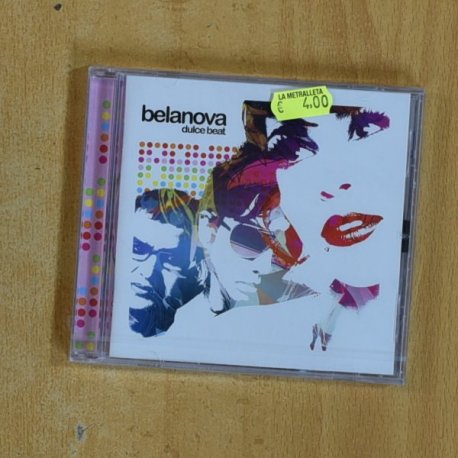 belanova
dulce beat
LA METRALLETA
€ 4,00